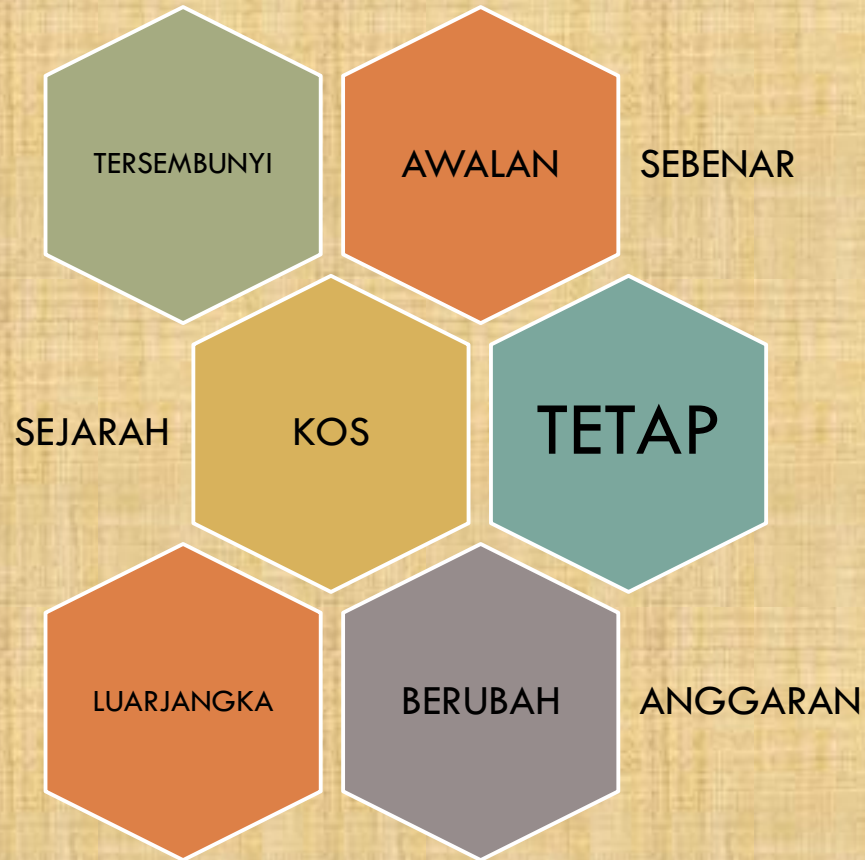 TERSEMBUNYI
AWALAN
SEBENAR
SEJARAH
KOS
TETAP
LUARJANGKA
BERUBAH
ANGGARAN